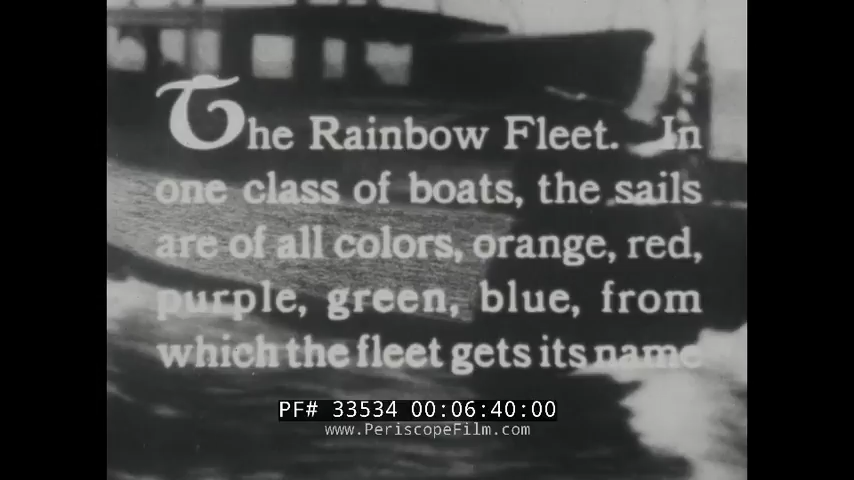 The Rainbow Fleet. In
one class of boats, the sails
are of all colors, orange, red,
purple, green, blue, from
which the fleet gets its name
PF# 33534 00:06:40:00
www.PeriscopeFilm.com